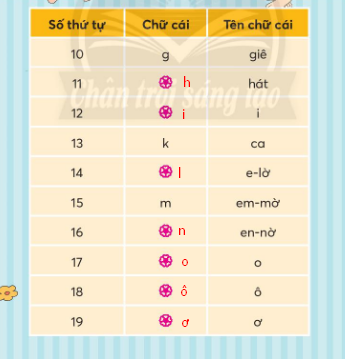 Số thứ tự Chữ cái Tên chữ cái
10 g giê
11 h hát
12 i i
13 k ca
14 l e-lờ
15 m em-mờ
16 n en-nờ
17 o o
18 ô ô
19 ơ ơ
Chân trời sáng tạo